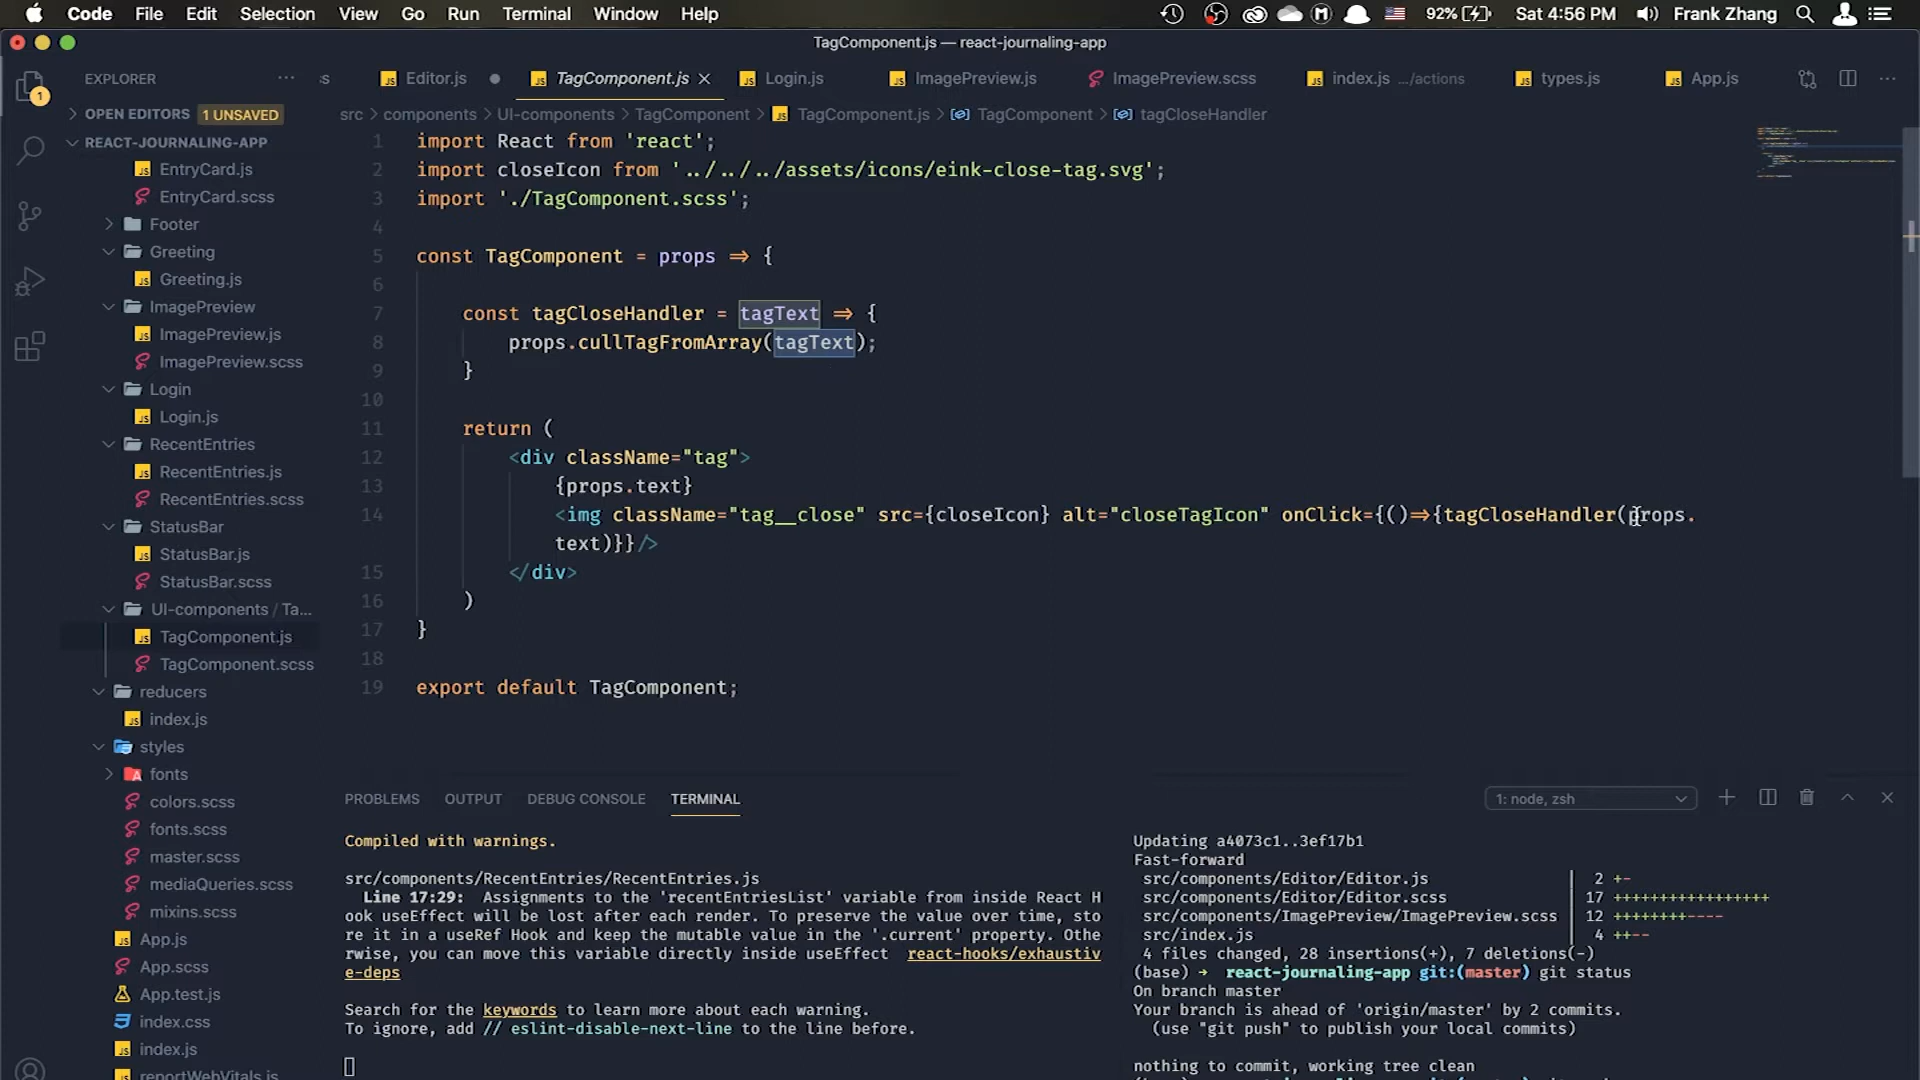 Code File Edit Selection View Go Run Terminal Window Help
92% Sat 4:56 PM Frank Zhang
TagComponent.js — react-journaling-app
EXPLORER ···
s Editor.js TagComponent.js Login.js ImagePreview.js ImagePreview.scss index.js .../actions types.js App.js ···
1
OPEN EDITORS 1 UNSAVED
src > components > UI-components > TagComponent > TagComponent.js > TagComponent > tagCloseHandler
REACT-JOURNALING-APP
EntryCard.js
EntryCard.scss
Footer
Greeting
Greeting.js
ImagePreview
ImagePreview.js
ImagePreview.scss
Login
Login.js
RecentEntries
RecentEntries.js
RecentEntries.scss
StatusBar
StatusBar.js
StatusBar.scss
UI-components / Ta...
TagComponent.js
TagComponent.scss
reducers
index.js
styles
fonts
colors.scss
fonts.scss
master.scss
mediaQueries.scss
mixins.scss
App.js
App.scss
App.test.js
index.css
index.js
reportWebVitals.js
1 import React from 'react';
2 import closeIcon from '../../../assets/icons/eink-close-tag.svg';
3 import './TagComponent.scss';
4
5 const TagComponent = props => {
6
7 const tagCloseHandler = tagText => {
8 props.cullTagFromArray(tagText);
9 }
10
11 return (
12 <div className="tag">
13 {props.text}
14 <img className="tag__close" src={closeIcon} alt="closeTagIcon" onClick={()=>{tagCloseHandler(props.
text)}}/>
15 </div>
16 )
17 }
18
19 export default TagComponent;
PROBLEMS OUTPUT DEBUG CONSOLE TERMINAL
1: node, zsh
Compiled with warnings.
src/components/RecentEntries/RecentEntries.js
Line 17:29: Assignments to the 'recentEntriesList' variable from inside React H
ook useEffect will be lost after each render. To preserve the value over time, sto
re it in a useRef Hook and keep the mutable value in the '.current' property. Othe
rwise, you can move this variable directly inside useEffect react-hooks/exhaustiv
e-deps
Search for the keywords to learn more about each warning.
To ignore, add // eslint-disable-next-line to the line before.
Updating a4073c1..3ef17b1
Fast-forward
src/components/Editor/Editor.js | 2 +-
src/components/Editor/Editor.scss | 17 +++++++++++++++++
src/components/ImagePreview/ImagePreview.scss | 12 ++++++++----
src/index.js | 4 ++--
4 files changed, 28 insertions(+), 7 deletions(-)
(base) → react-journaling-app git:(master) git status
On branch master
Your branch is ahead of 'origin/master' by 2 commits.
(use "git push" to publish your local commits)
nothing to commit, working tree clean